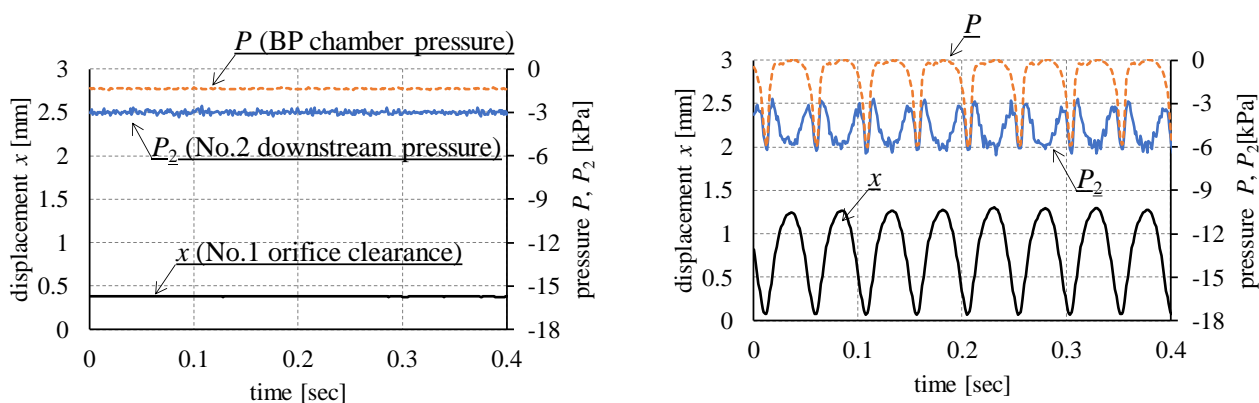 P (BP chamber pressure)
3
2.5
2
1.5
1
0.5
0
displacement x [mm]
P2 (No.2 downstream pressure)
x (No.1 orifice clearance)
0
-3
-6
-9
-12
-15
-18
pressure P, P2 [kPa]
0 0.1 0.2 0.3 0.4
time [sec]
P
3
2.5
2
1.5
1
0.5
0
displacement x [mm]
x
P2
0
-3
-6
-9
-12
-15
-18
pressure P, P2[kPa]
0 0.1 0.2 0.3 0.4
time [sec]